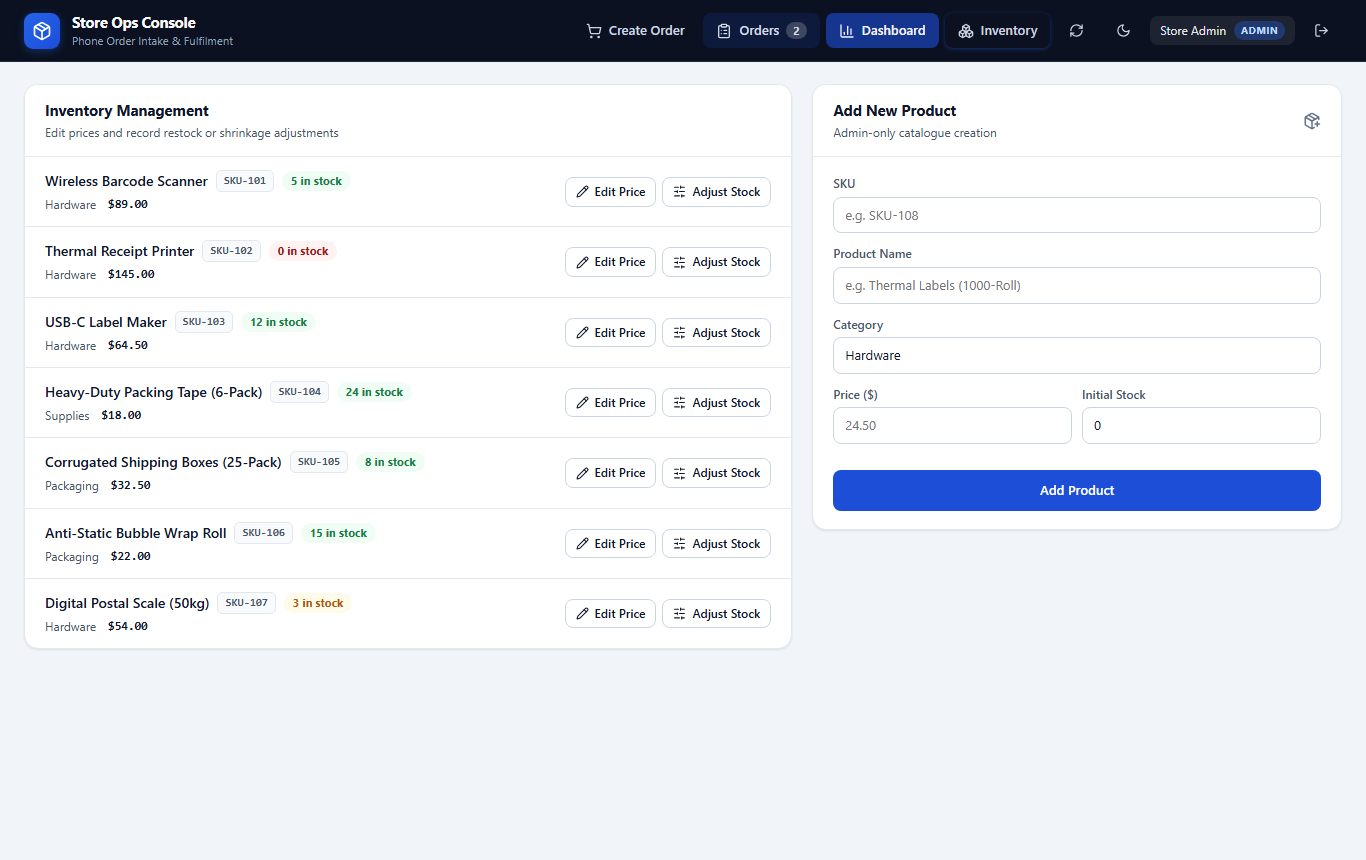 Store Ops Console
Phone Order Intake & Fulfilment
Create Order
Orders 2
Dashboard
Inventory
Store Admin ADMIN
Inventory Management
Edit prices and record restock or shrinkage adjustments
Wireless Barcode Scanner SKU-101 5 in stock
Hardware $89.00
Edit Price Adjust Stock
Thermal Receipt Printer SKU-102 0 in stock
Hardware $145.00
Edit Price Adjust Stock
USB-C Label Maker SKU-103 12 in stock
Hardware $64.50
Edit Price Adjust Stock
Heavy-Duty Packing Tape (6-Pack) SKU-104 24 in stock
Supplies $18.00
Edit Price Adjust Stock
Corrugated Shipping Boxes (25-Pack) SKU-105 8 in stock
Packaging $32.50
Edit Price Adjust Stock
Anti-Static Bubble Wrap Roll SKU-106 15 in stock
Packaging $22.00
Edit Price Adjust Stock
Digital Postal Scale (50kg) SKU-107 3 in stock
Hardware $54.00
Edit Price Adjust Stock
Add New Product
Admin-only catalogue creation
SKU
e.g. SKU-108
Product Name
e.g. Thermal Labels (1000-Roll)
Category
Hardware
Price ($) Initial Stock
24.50 0
Add Product